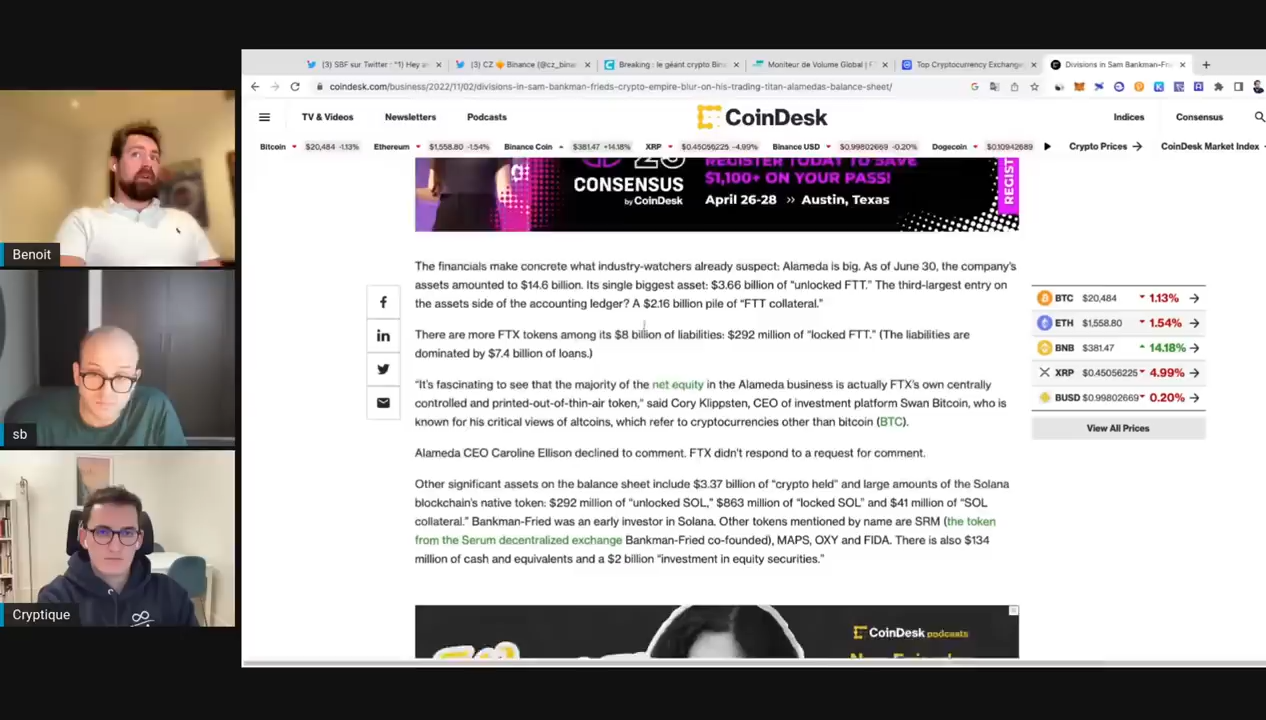 (3) SBF sur Twitter : "1) Hey a
(3) CZ Binance (@cz_bina
Breaking : le géant crypto Bin
Moniteur de Volume Global | F
Top Cryptocurrency Exchange
Divisions in Sam Bankman-Fri
coindesk.com/business/2022/11/02/divisions-in-sam-bankman-frieds-crypto-empire-blur-on-his-trading-titan-alamedas-balance-sheet/
TV & Videos
Newsletters
Podcasts
CoinDesk
Indices
Consensus
Bitcoin $20,484 -1.13%
Ethereum $1,558.80 -1.54%
Binance Coin $381.47 +14.18%
XRP $0.45056225 -4.99%
Binance USD $0.99802669 -0.20%
Dogecoin $0.10942689
Crypto Prices
CoinDesk Market Index
CONSENSUS
by CoinDesk
REGISTER TODAY TO SAVE
$1,100+ ON YOUR PASS!
April 26-28 >> Austin, Texas
REGIST
The financials make concrete what industry-watchers already suspect: Alameda is big. As of June 30, the company's
assets amounted to $14.6 billion. Its single biggest asset: $3.66 billion of "unlocked FTT." The third-largest entry on
the assets side of the accounting ledger? A $2.16 billion pile of "FTT collateral."
There are more FTX tokens among its $8 billion of liabilities: $292 million of "locked FTT." (The liabilities are
dominated by $7.4 billion of loans.)
"It's fascinating to see that the majority of the net equity in the Alameda business is actually FTX's own centrally
controlled and printed-out-of-thin-air token," said Cory Klippsten, CEO of investment platform Swan Bitcoin, who is
known for his critical views of altcoins, which refer to cryptocurrencies other than bitcoin (BTC).
Alameda CEO Caroline Ellison declined to comment. FTX didn't respond to a request for comment.
Other significant assets on the balance sheet include $3.37 billion of "crypto held" and large amounts of the Solana
blockchain's native token: $292 million of "unlocked SOL," $863 million of "locked SOL" and $41 million of "SOL
collateral." Bankman-Fried was an early investor in Solana. Other tokens mentioned by name are SRM (the token
from the Serum decentralized exchange Bankman-Fried co-founded), MAPS, OXY and FIDA. There is also $134
million of cash and equivalents and a $2 billion "investment in equity securities."
BTC $20,484 1.13%
ETH $1,558.80 1.54%
BNB $381.47 14.18%
XRP $0.45056225 4.99%
BUSD $0.99802669 0.20%
View All Prices
CoinDesk podcasts
Benoit
sb
Cryptique